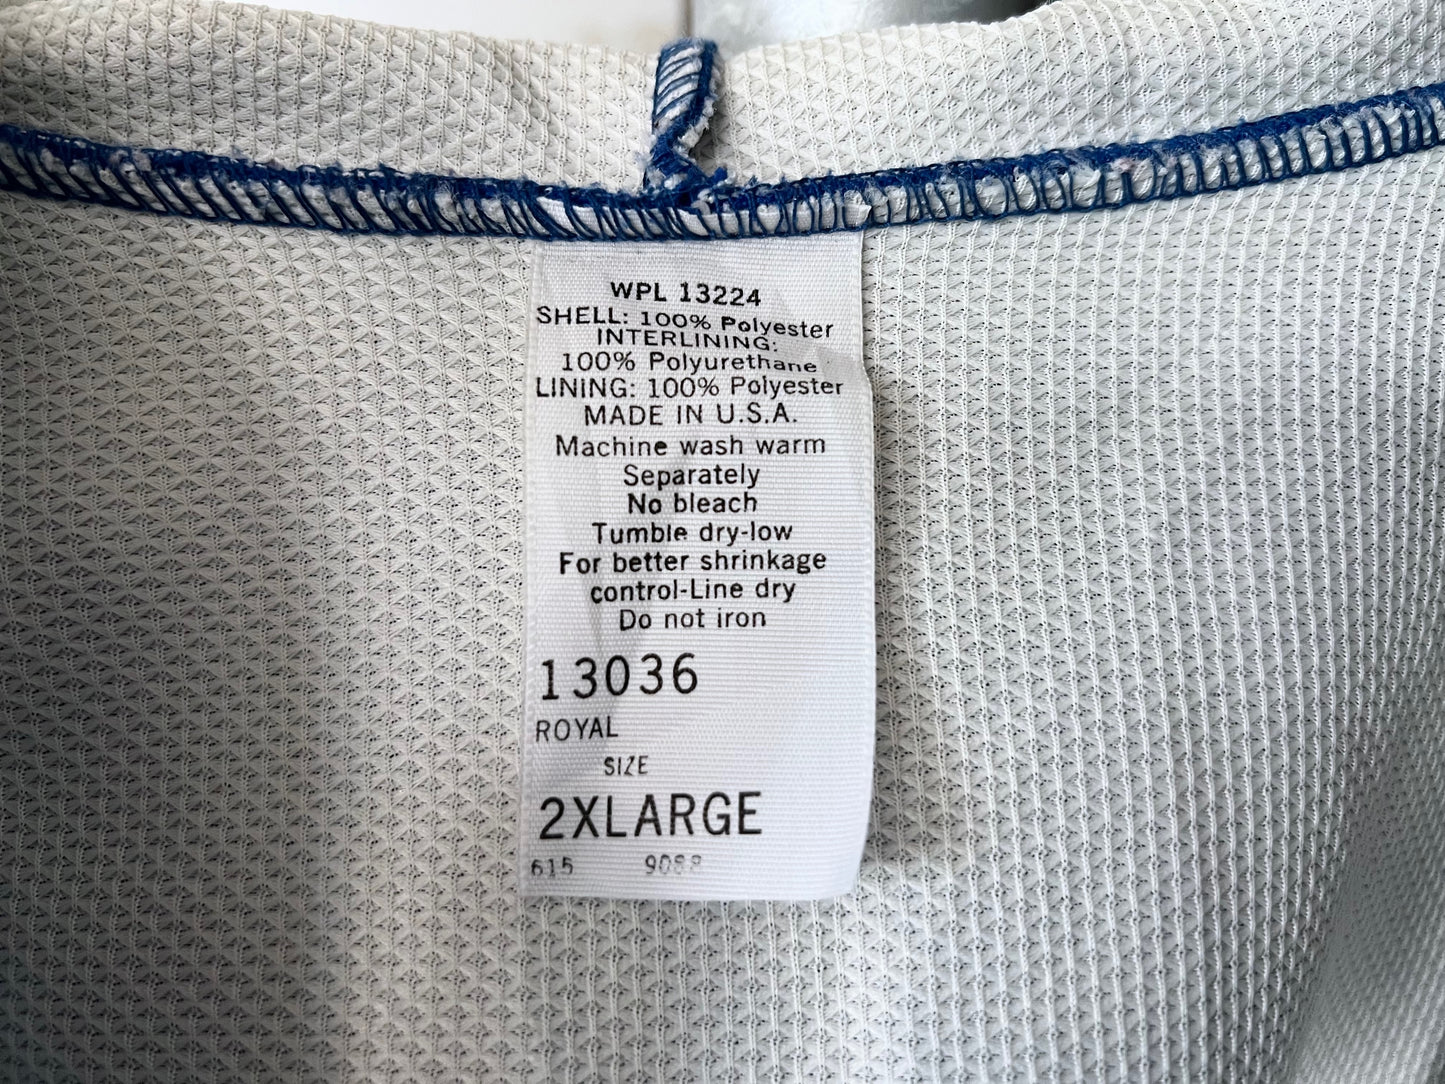 WPL 13224
SHELL: 100% Polyester
INTERLINING:
100% Polyurethane
LINING: 100% Polyester
MADE IN U.S.A.
Machine wash warm
Separately
No bleach
Tumble dry-low
For better shrinkage
control-Line dry
Do not iron
13036
ROYAL
SIZE
2XLARGE
615